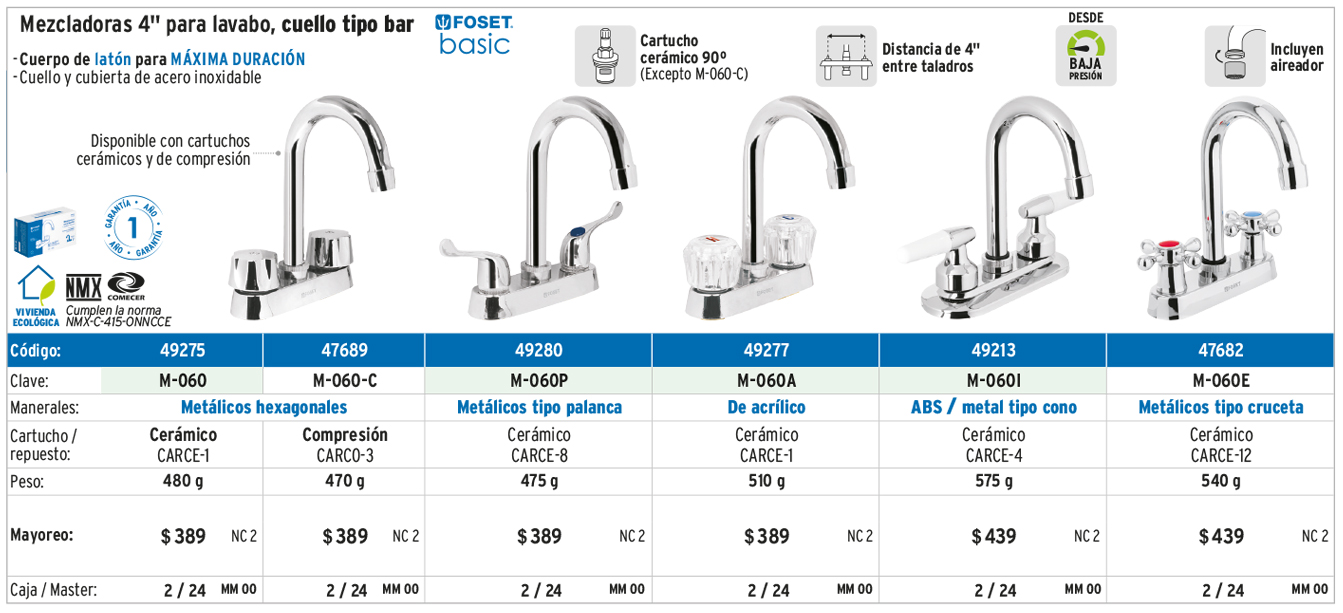 Mezcladoras 4" para lavabo, cuello tipo bar
- Cuerpo de latón para MÁXIMA DURACIÓN
- Cuello y cubierta de acero inoxidable
FOSET®
basic
Cartucho
cerámico 90º
(Excepto M-060-C)
Distancia de 4"
entre taladros
DESDE
BAJA
PRESIÓN
Incluyen
aireador
Disponible con cartuchos
cerámicos y de compresión
GARANTÍA · 1 AÑO · GARANTÍA · AÑO
VIVIENDA
ECOLÓGICA
NMX
COMECER
Cumplen la norma
NMX-C-415-ONNCCE
Código: 49275 47689 49280 49277 49213 47682
Clave: M-060 M-060-C M-060P M-060A M-060I M-060E
Manerales: Metálicos hexagonales Metálicos tipo palanca De acrílico ABS / metal tipo cono Metálicos tipo cruceta
Cartucho / Cerámico Compresión Cerámico Cerámico Cerámico Cerámico
repuesto: CARCE-1 CARCO-3 CARCE-8 CARCE-1 CARCE-4 CARCE-12
Peso: 480 g 470 g 475 g 510 g 575 g 540 g
Mayoreo: $ 389 NC 2 $ 389 NC 2 $ 389 NC 2 $ 389 NC 2 $ 439 NC 2 $ 439 NC 2
Caja / Master: 2 / 24 MM 00 2 / 24 MM 00 2 / 24 MM 00 2 / 24 MM 00 2 / 24 MM 00 2 / 24 MM 00